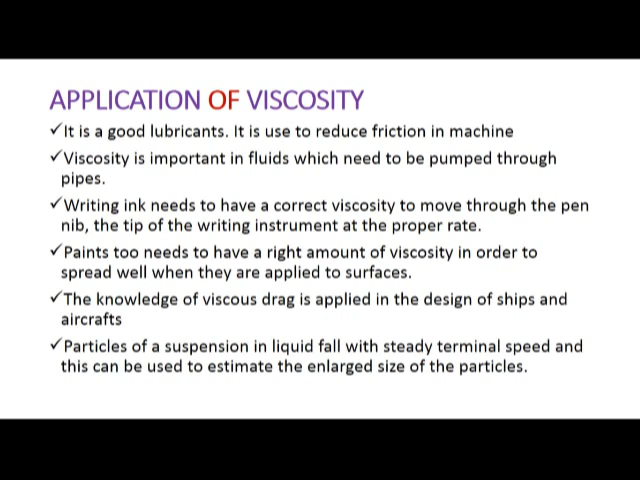 APPLICATION OF VISCOSITY
✓It is a good lubricants. It is use to reduce friction in machine
✓Viscosity is important in fluids which need to be pumped through
pipes.
✓Writing ink needs to have a correct viscosity to move through the pen
nib, the tip of the writing instrument at the proper rate.
✓Paints too needs to have a right amount of viscosity in order to
spread well when they are applied to surfaces.
✓The knowledge of viscous drag is applied in the design of ships and
aircrafts
✓Particles of a suspension in liquid fall with steady terminal speed and
this can be used to estimate the enlarged size of the particles.